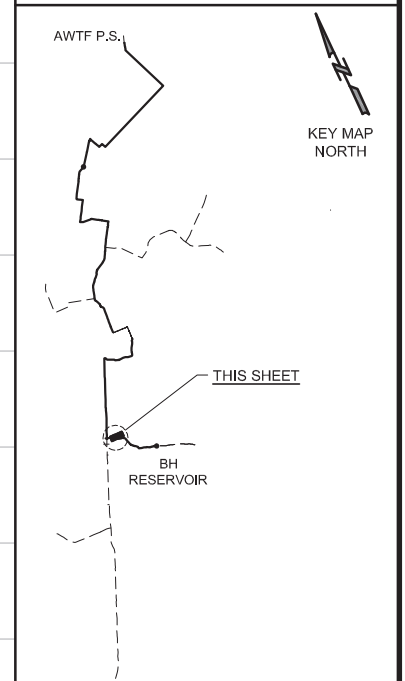 AWTF P.S.
KEY MAP
NORTH
THIS SHEET
BH
RESERVOIR